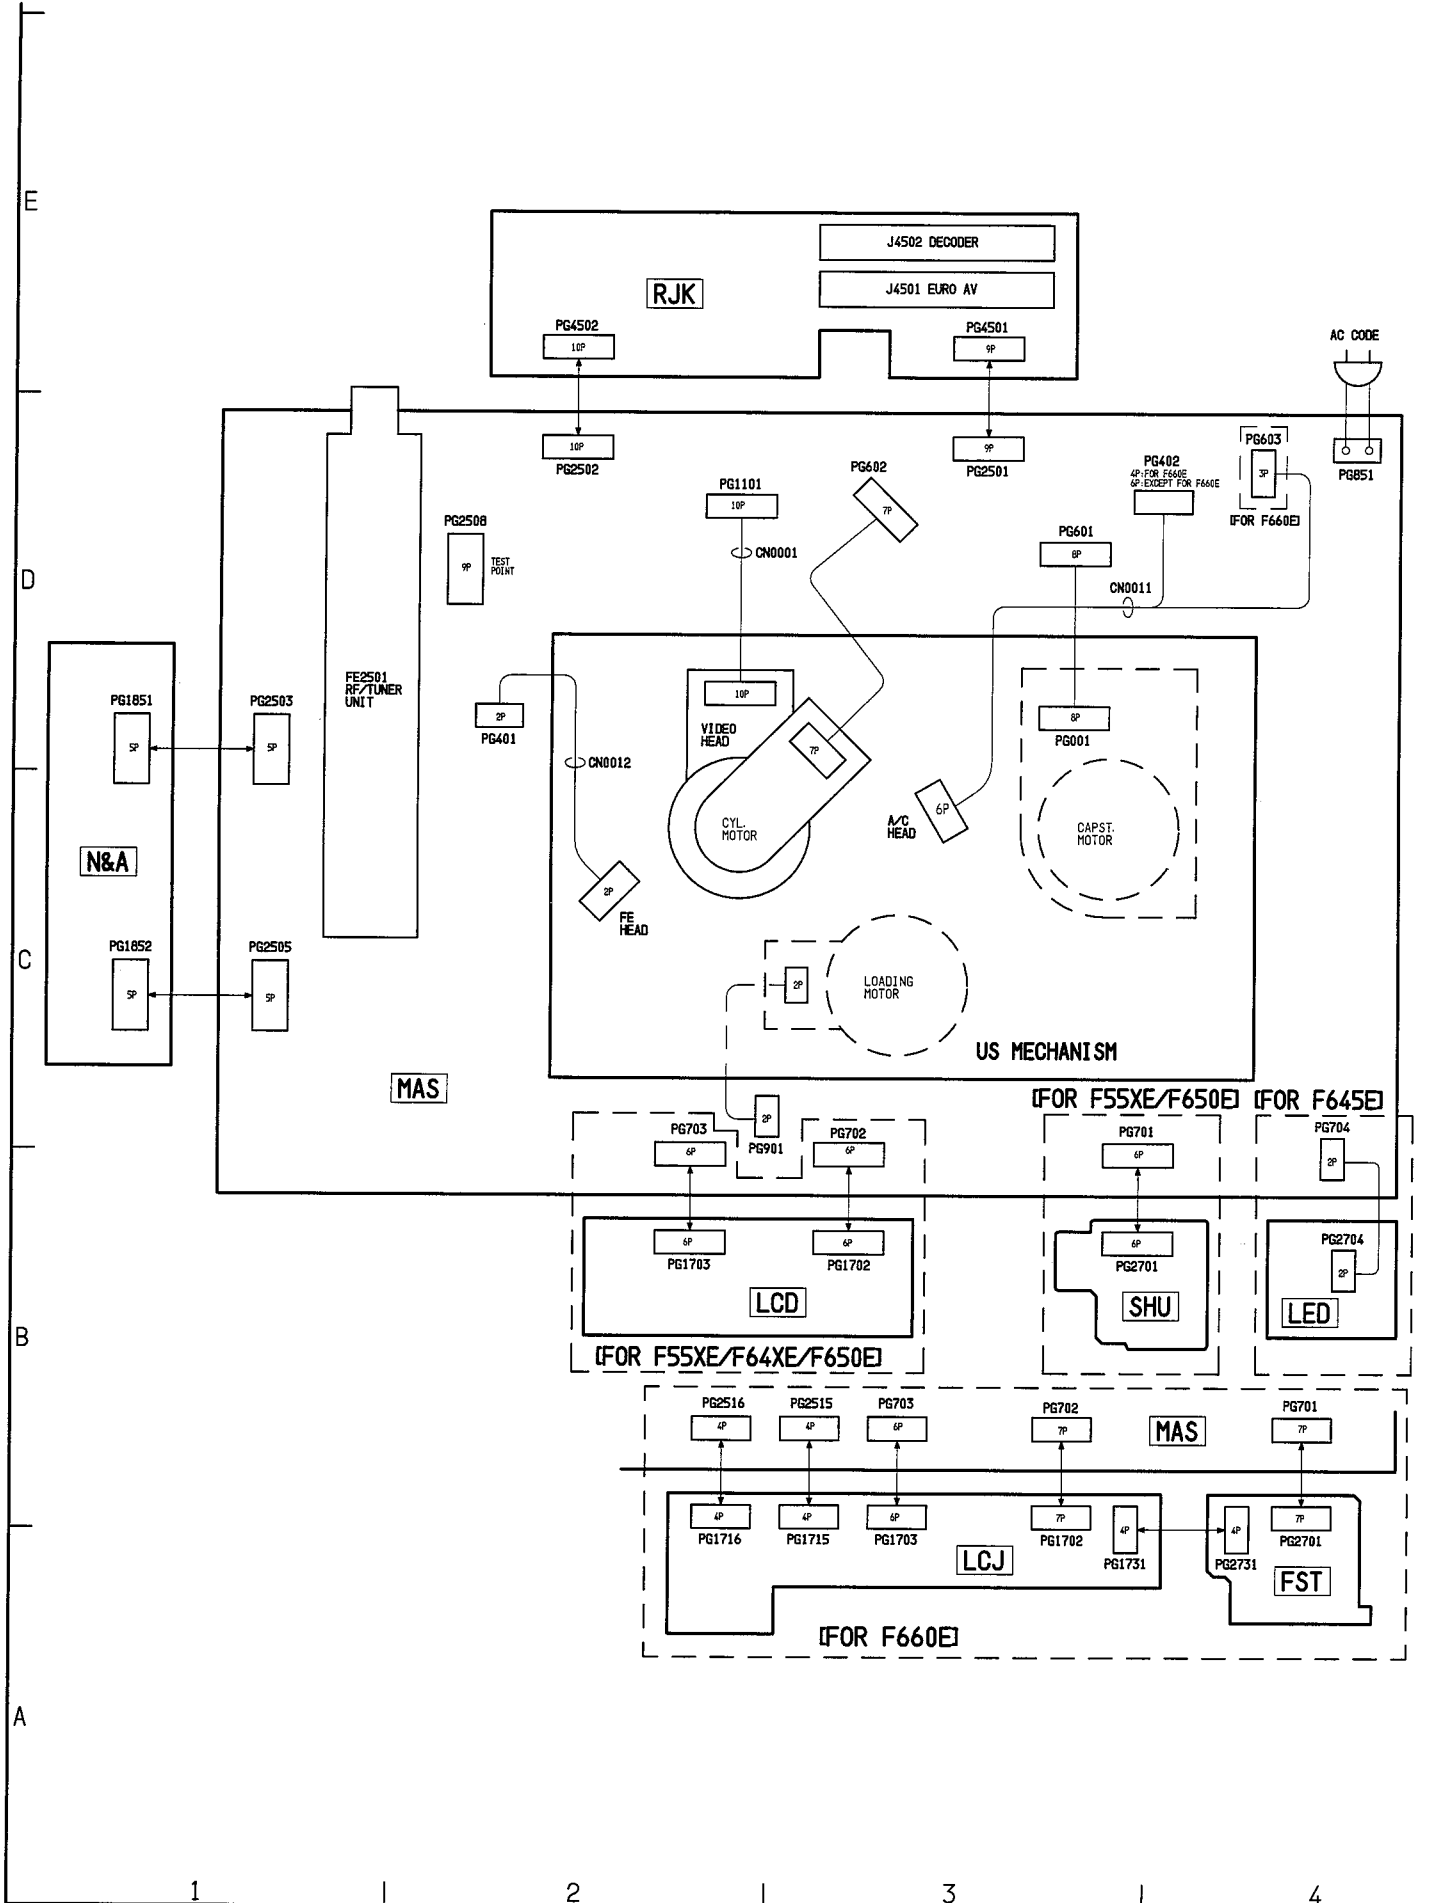 E
J4502 DECODER
RJK
J4501 EURO AV
PG4502
10P
PG4501
9P
AC CODE
10P
PG2502
9P
PG2501
PG603
3P
[FOR F660E]
PG851
PG602
7P
PG402
4P:FOR F660E
6P:EXCEPT FOR F660E
PG1101
10P
PG2508
9P
TEST
POINT
CN0001
PG601
8P
D
CN0011
FE2501
RF/TUNER
UNIT
PG1851
5P
PG2503
5P
2P
PG401
10P
VIDEO
HEAD
7P
8P
PG001
CN0012
CYL.
MOTOR
A/C
HEAD
6P
CAPST.
MOTOR
N&A
2P
FE
HEAD
C
PG1852
5P
PG2505
5P
2P
LOADING
MOTOR
US MECHANISM
MAS
[FOR F55XE/F650E]
[FOR F645E]
2P
PG901
PG703
6P
PG702
6P
PG701
6P
PG704
2P
6P
PG1703
6P
PG1702
6P
PG2701
PG2704
2P
LCD
SHU
LED
B
[FOR F55XE/F64XE/F650E]
PG2516
4P
PG2515
4P
PG703
6P
PG702
7P
MAS
PG701
7P
4P
PG1716
4P
PG1715
6P
PG1703
7P
PG1702
4P
PG1731
4P
PG2731
7P
PG2701
LCJ
FST
[FOR F660E]
A
1
2
3
4